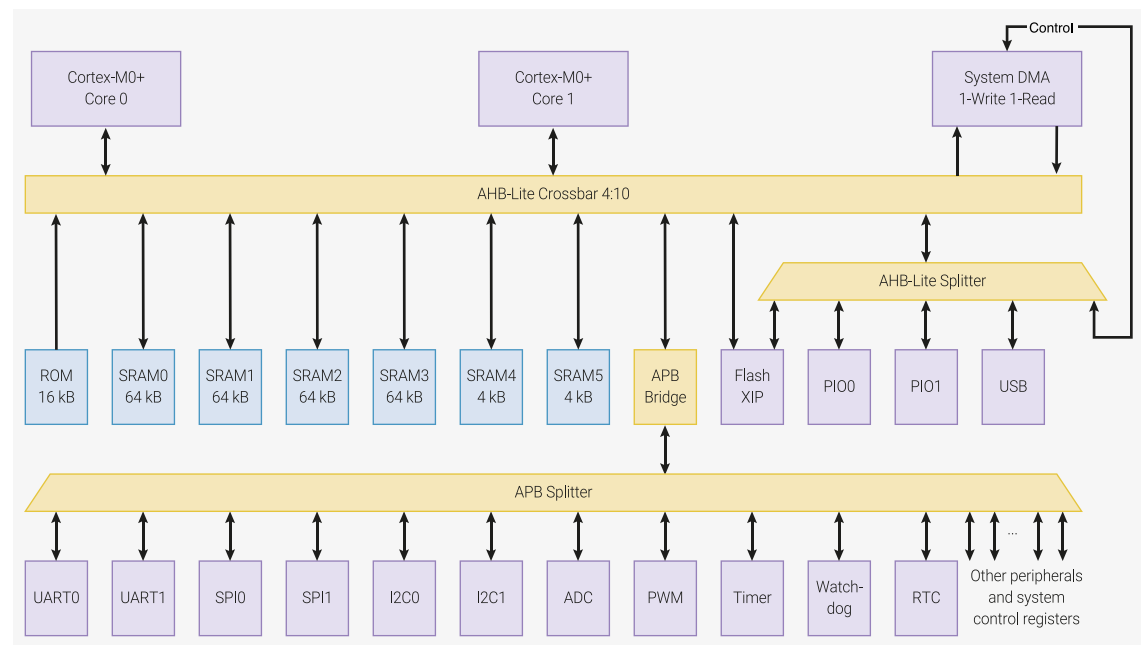 Control
Cortex-M0+
Core 0
Cortex-M0+
Core 1
System DMA
1-Write 1-Read
AHB-Lite Crossbar 4:10
AHB-Lite Splitter
ROM
16 kB
SRAM0
64 kB
SRAM1
64 kB
SRAM2
64 kB
SRAM3
64 kB
SRAM4
4 kB
SRAM5
4 kB
APB
Bridge
Flash
XIP
PIO0
PIO1
USB
APB Splitter
...
UART0
UART1
SPI0
SPI1
I2C0
I2C1
ADC
PWM
Timer
Watch-
dog
RTC
Other peripherals
and system
control registers